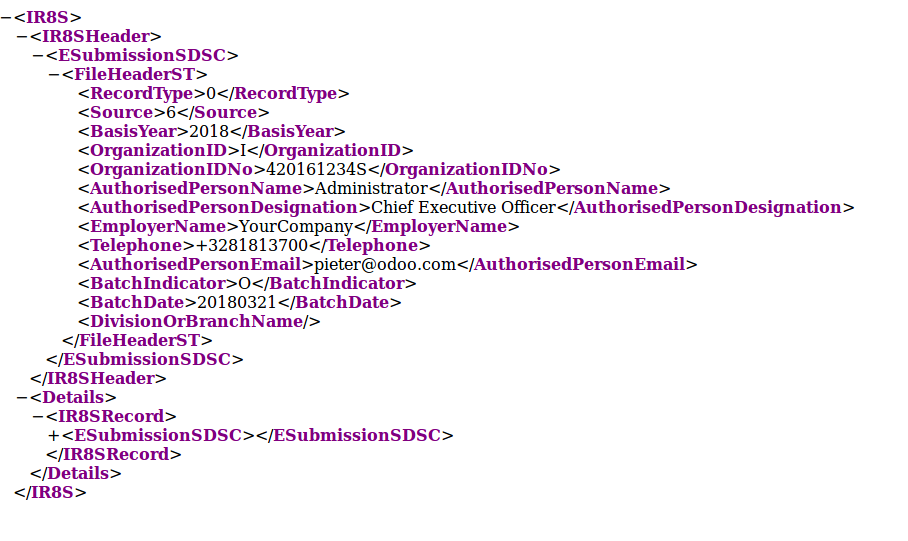 −<IR8S>
−<IR8SHeader>
−<ESubmissionSDSC>
−<FileHeaderST>
<RecordType>0</RecordType>
<Source>6</Source>
<BasisYear>2018</BasisYear>
<OrganizationID>I</OrganizationID>
<OrganizationIDNo>420161234S</OrganizationIDNo>
<AuthorisedPersonName>Administrator</AuthorisedPersonName>
<AuthorisedPersonDesignation>Chief Executive Officer</AuthorisedPersonDesignation>
<EmployerName>YourCompany</EmployerName>
<Telephone>+3281813700</Telephone>
<AuthorisedPersonEmail>pieter@odoo.com</AuthorisedPersonEmail>
<BatchIndicator>O</BatchIndicator>
<BatchDate>20180321</BatchDate>
<DivisionOrBranchName/>
</FileHeaderST>
</ESubmissionSDSC>
</IR8SHeader>
−<Details>
−<IR8SRecord>
+<ESubmissionSDSC></ESubmissionSDSC>
</IR8SRecord>
</Details>
</IR8S>